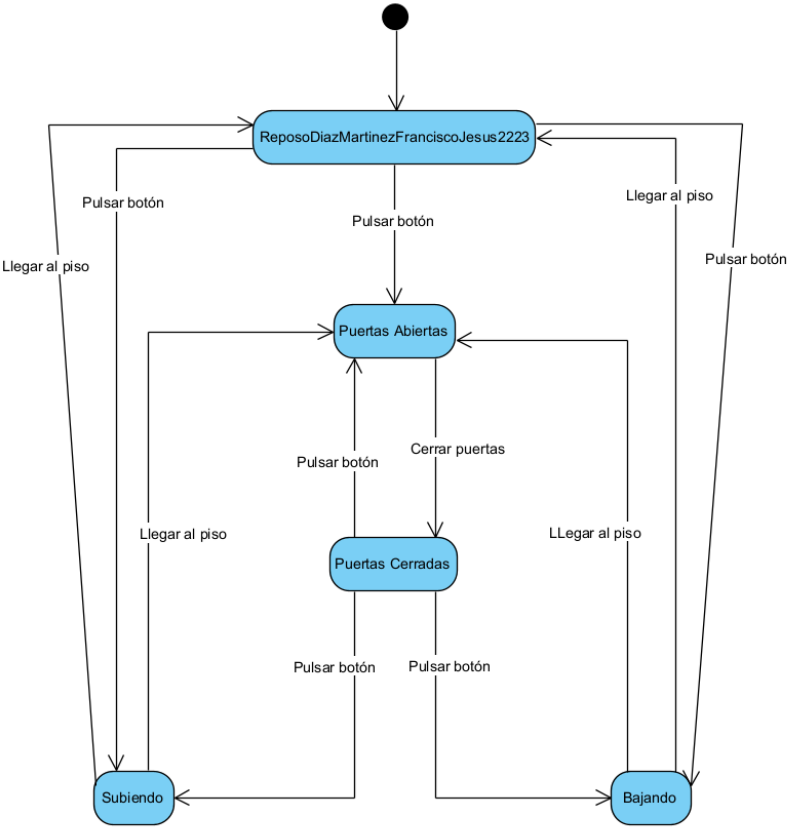 ReposoDiazMartinezFranciscoJesus2223
Pulsar botón
Llegar al piso
Pulsar botón
Pulsar botón
Llegar al piso
Puertas Abiertas
Cerrar puertas
Pulsar botón
Llegar al piso
LLegar al piso
Puertas Cerradas
Pulsar botón
Pulsar botón
Subiendo
Bajando